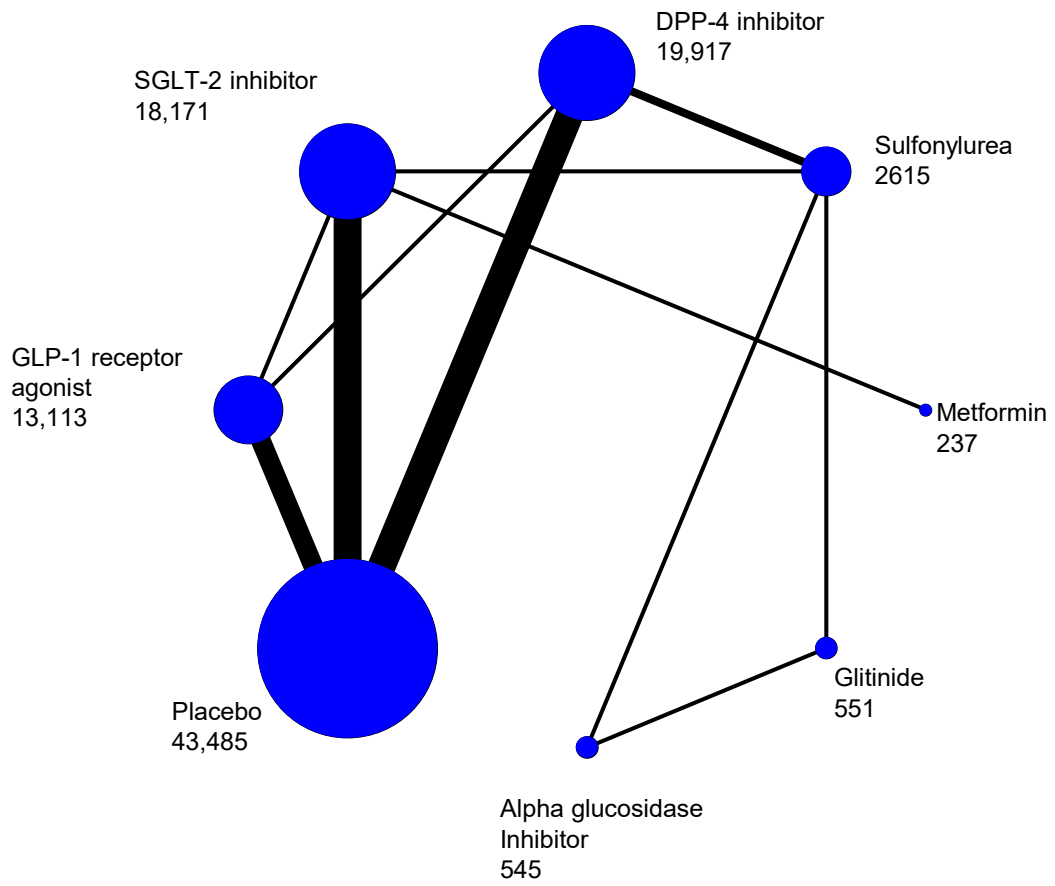 DPP-4 inhibitor
19,917
SGLT-2 inhibitor
18,171
Sulfonylurea
2615
GLP-1 receptor
agonist
13,113
Metformin
237
Glitinide
551
Placebo
43,485
Alpha glucosidase
Inhibitor
545